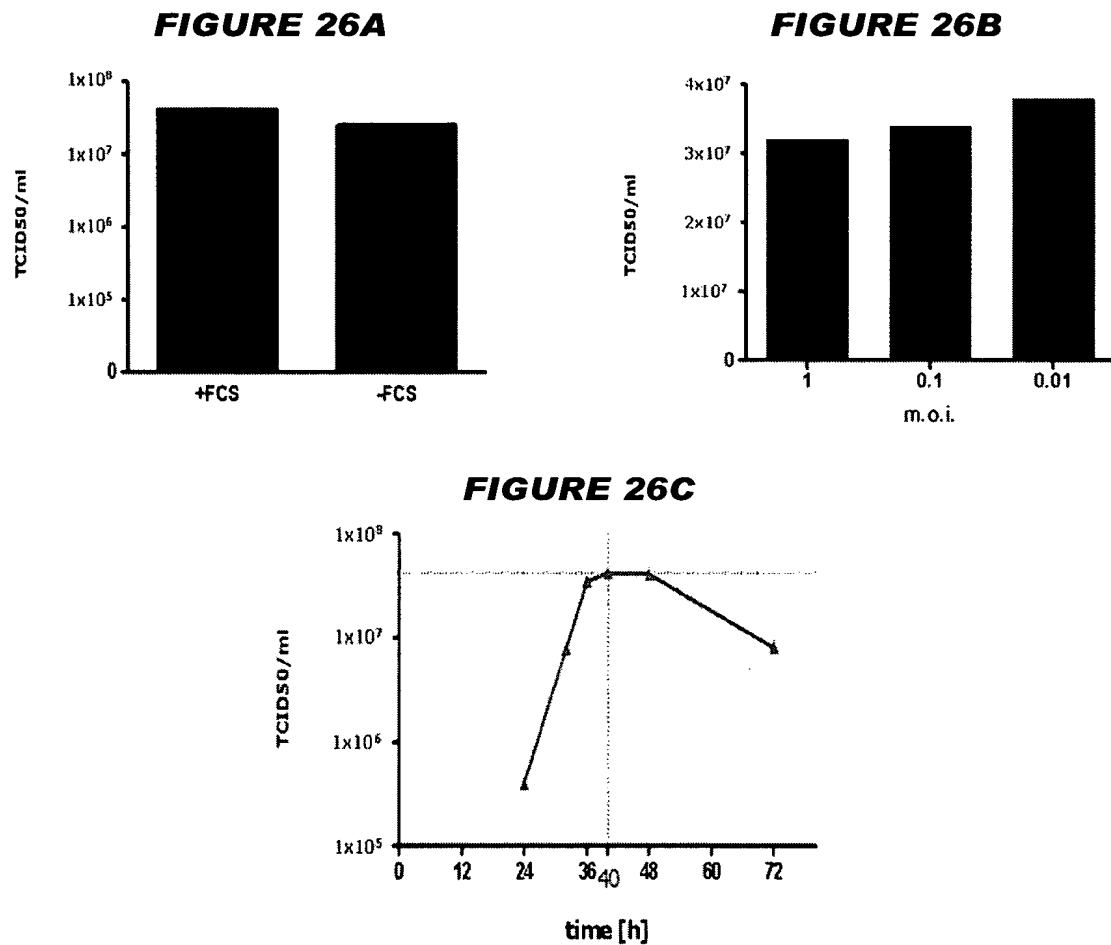 FIGURE 26A
TCID50/ml
1x10⁸
1x10⁷
1x10⁶
1x10⁵
0
+FCS -FCS
FIGURE 26B
TCID50/ml
4x10⁷
3x10⁷
2x10⁷
1x10⁷
0
1 0.1 0.01
m.o.i.
FIGURE 26C
TCID50/ml
1x10⁸
1x10⁷
1x10⁶
1x10⁵
0 12 24 36 40 48 60 72
time [h]